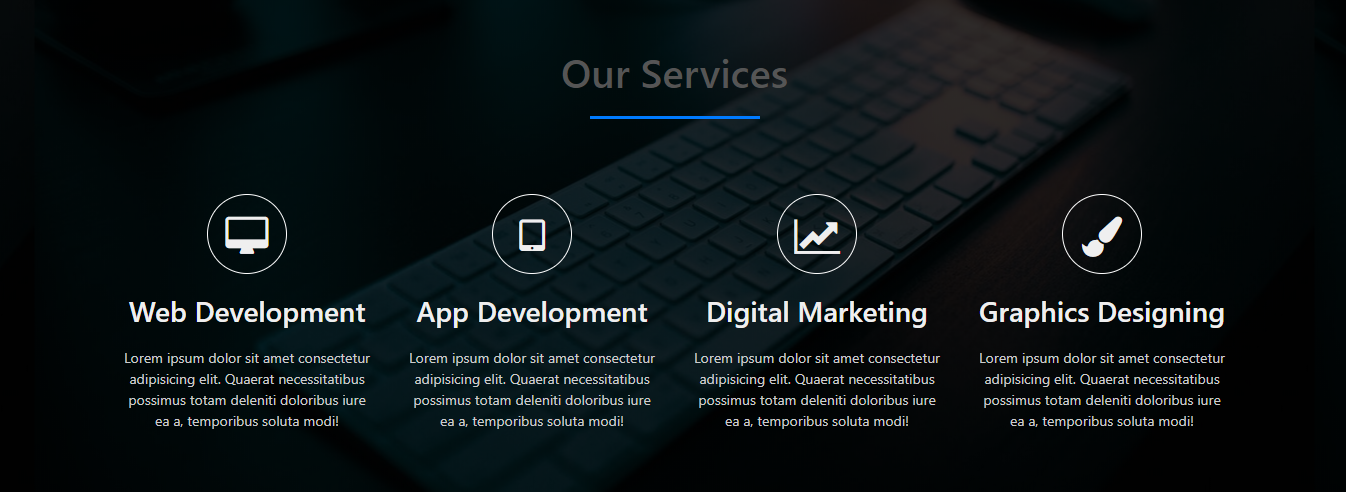 Our Services
Web Development
App Development
Digital Marketing
Graphics Designing
Lorem ipsum dolor sit amet consectetur
adipisicing elit. Quaerat necessitatibus
possimus totam deleniti doloribus iure
ea a, temporibus soluta modi!
Lorem ipsum dolor sit amet consectetur
adipisicing elit. Quaerat necessitatibus
possimus totam deleniti doloribus iure
ea a, temporibus soluta modi!
Lorem ipsum dolor sit amet consectetur
adipisicing elit. Quaerat necessitatibus
possimus totam deleniti doloribus iure
ea a, temporibus soluta modi!
Lorem ipsum dolor sit amet consectetur
adipisicing elit. Quaerat necessitatibus
possimus totam deleniti doloribus iure
ea a, temporibus soluta modi!